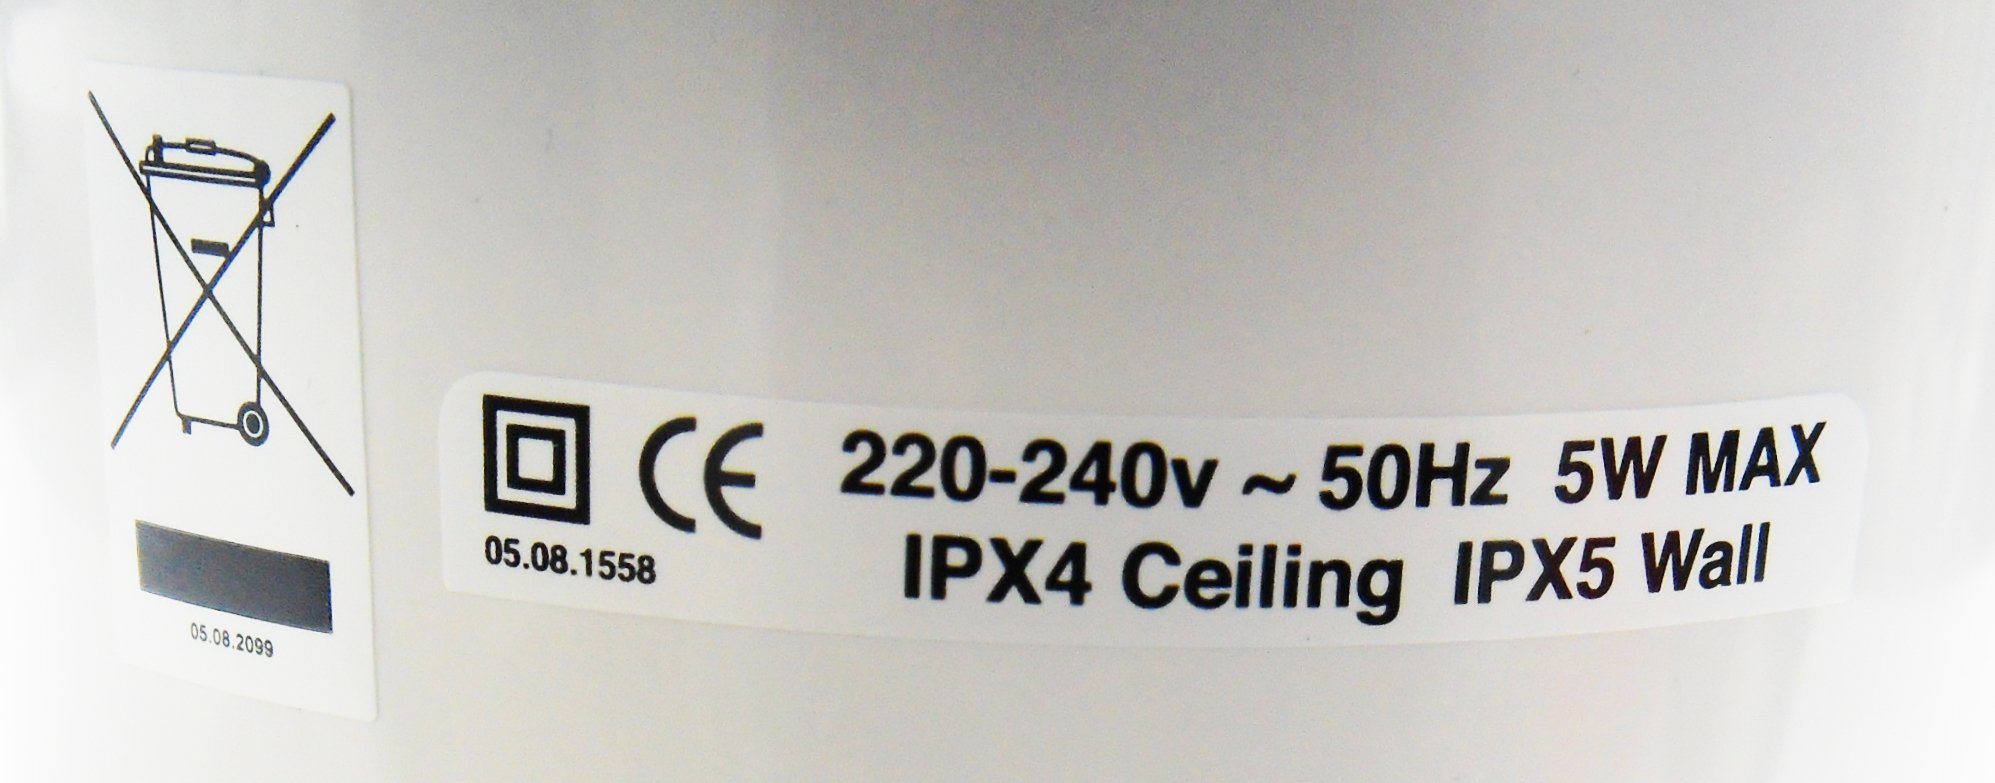 05.08.2099
CE 220-240v ~ 50Hz 5W MAX
05.08.1558
IPX4 Ceiling IPX5 Wall